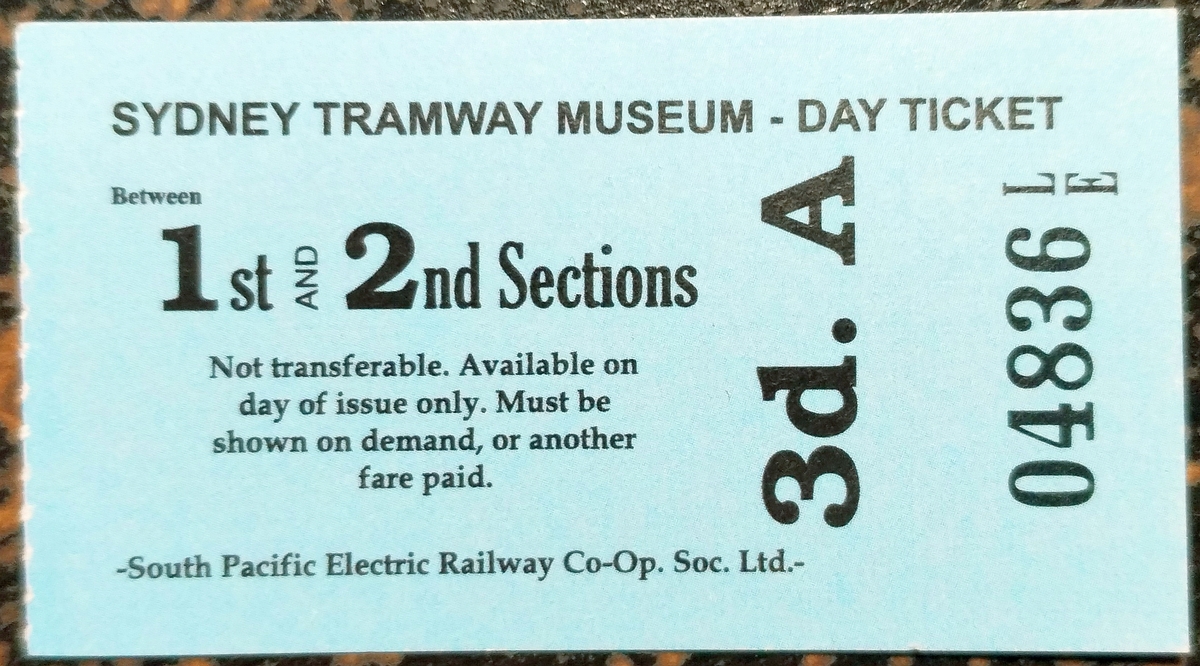 SYDNEY TRAMWAY MUSEUM - DAY TICKET
Between
1st AND 2nd Sections
Not transferable. Available on
day of issue only. Must be
shown on demand, or another
fare paid.
-South Pacific Electric Railway Co-Op. Soc. Ltd.-
3d. A
04836 L
E